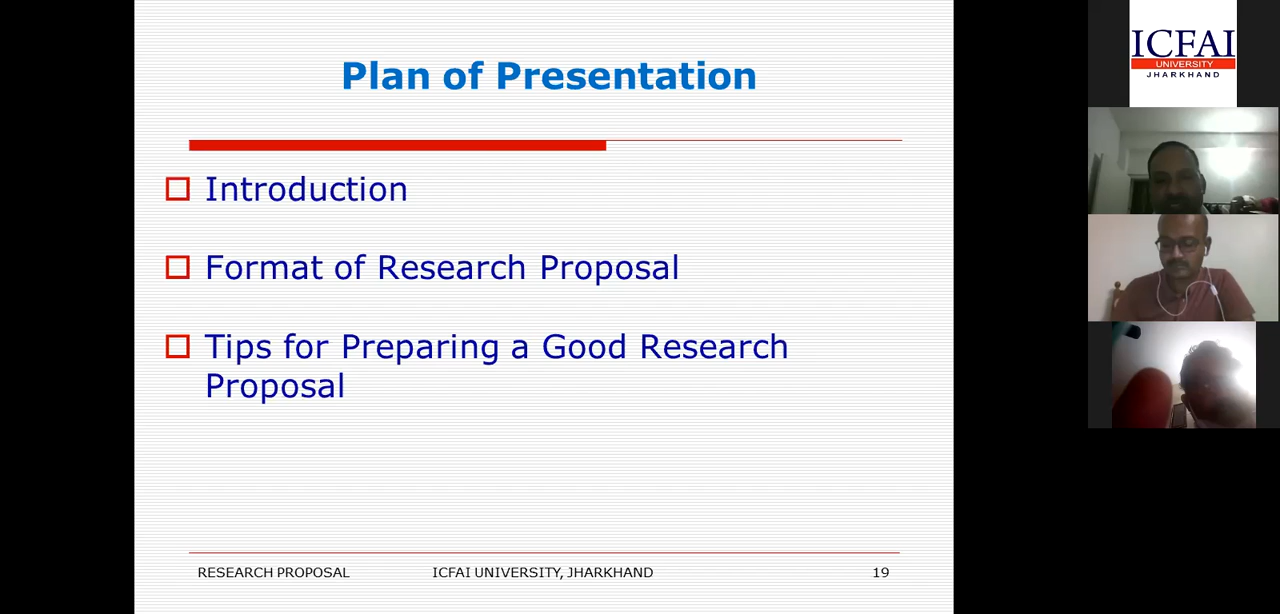 Plan of Presentation
Introduction
Format of Research Proposal
Tips for Preparing a Good Research
Proposal
RESEARCH PROPOSAL ICFAI UNIVERSITY, JHARKHAND 19
ICFAI
UNIVERSITY
JHARKHAND